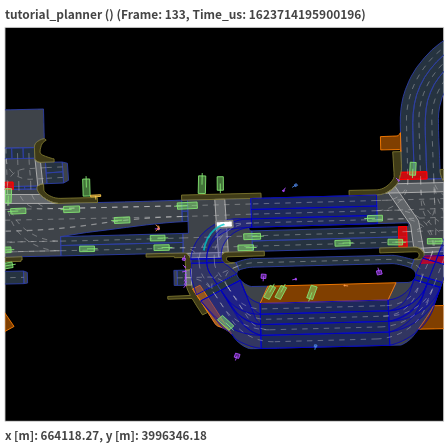 tutorial_planner () (Frame: 133, Time_us: 1623714195900196)
x [m]: 664118.27, y [m]: 3996346.18